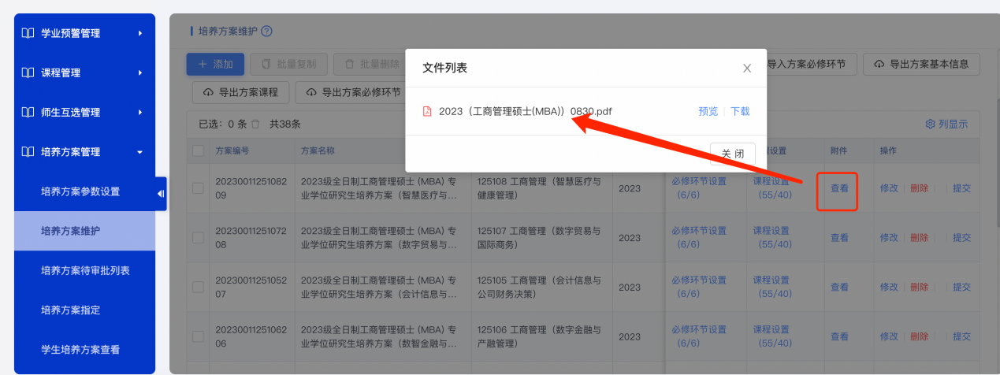 学业预警管理
课程管理
师生互选管理
培养方案管理
培养方案参数设置
培养方案维护
培养方案待审批列表
培养方案指定
学生培养方案查看
培养方案维护
添加
批量复制
批量删除
导入方案必修环节
导出方案基本信息
导出方案课程
导出方案必修环节
已选: 0 条 共38条
列显示
文件列表
2023（工商管理硕士(MBA)）0830.pdf 预览 下载
关 闭
方案编号 方案名称 设置 附件 操作
20230011251082
09
2023级全日制工商管理硕士 (MBA) 专
业学位研究生培养方案（智慧医疗与...
125108 工商管理（智慧医疗与
健康管理）
2023
必修环节设置
(6/6)
课程设置
(55/40)
查看
修改 删除 提交
20230011251072
08
2023级全日制工商管理硕士 (MBA) 专
业学位研究生培养方案（数字贸易与...
125107 工商管理（数字贸易与
国际商务）
2023
必修环节设置
(6/6)
课程设置
(55/40)
查看
修改 删除 提交
20230011251052
07
2023级全日制工商管理硕士 (MBA) 专
业学位研究生培养方案（会计信息与...
125105 工商管理（会计信息与
公司财务决策）
2023
必修环节设置
(6/6)
课程设置
(55/40)
查看
修改 删除 提交
20230011251062
06
2023级全日制工商管理硕士 (MBA) 专
业学位研究生培养方案（数智金融与...
125106 工商管理（数字金融与
产融管理）
2023
必修环节设置
(6/6)
课程设置
(55/40)
查看
修改 删除 提交